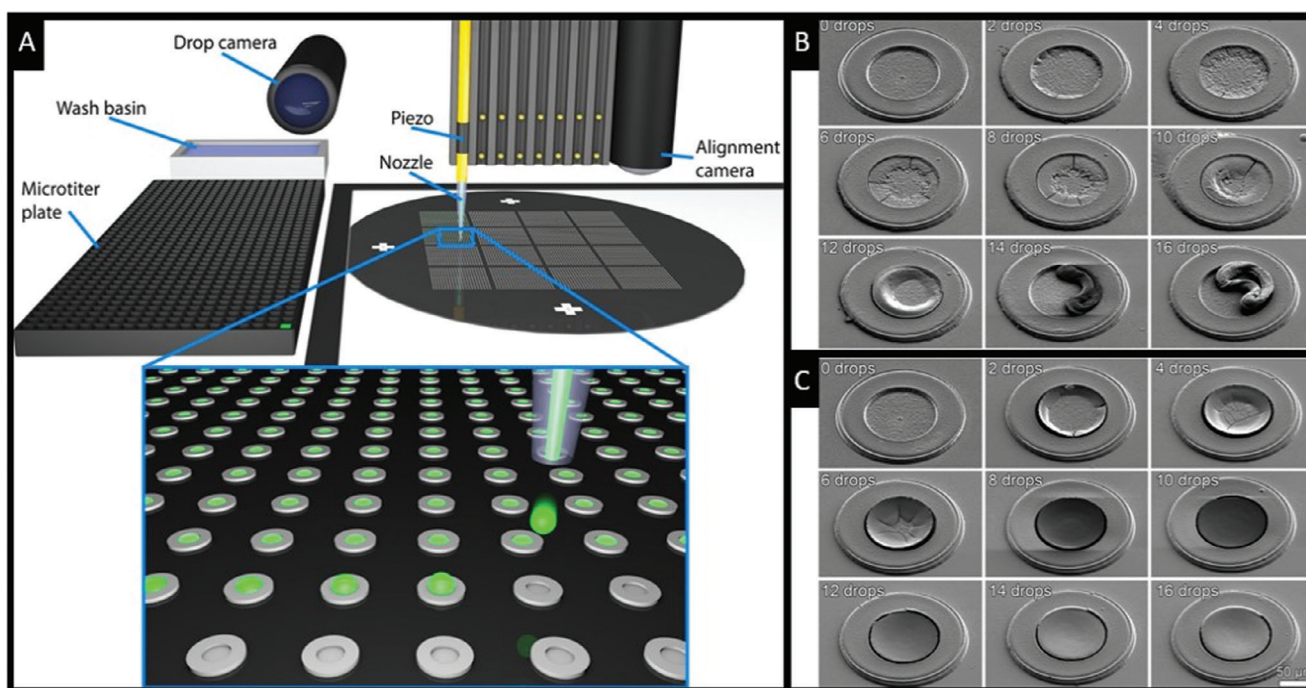 A
Drop camera
Wash basin
Microtiter
plate
Piezo
Nozzle
Alignment
camera
B
0 drops
2 drops
4 drops
6 drops
8 drops
10 drops
12 drops
14 drops
16 drops
C
0 drops
2 drops
4 drops
6 drops
8 drops
10 drops
12 drops
14 drops
16 drops
50 µm